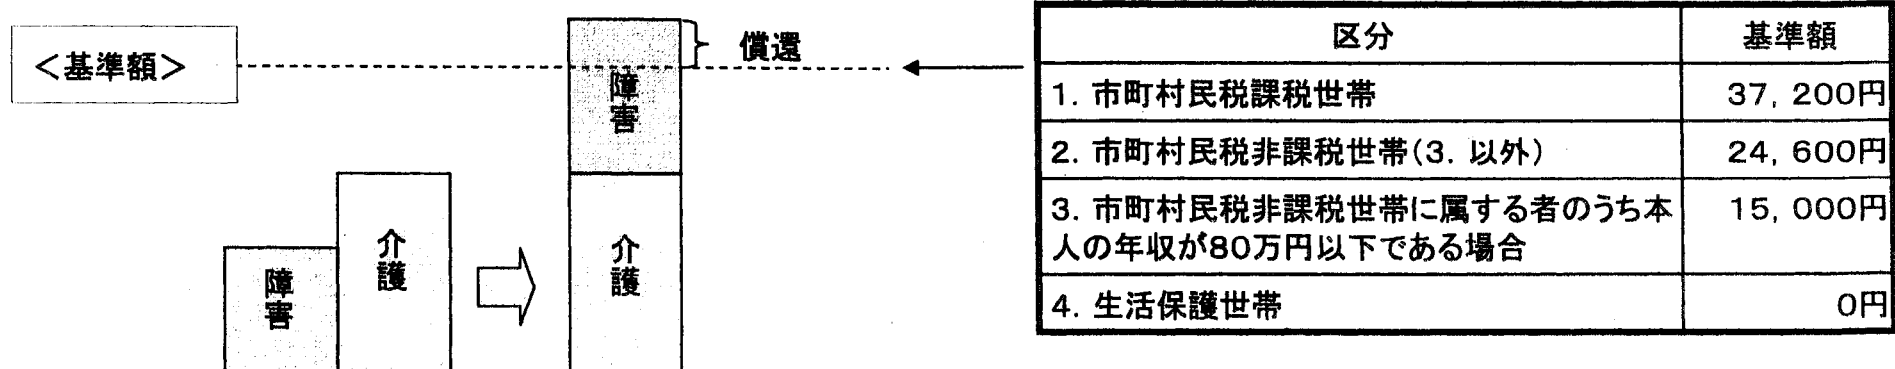 ＜基準額＞
償還
障害
介護
障害
介護
区分 基準額
1. 市町村民税課税世帯 37, 200円
2. 市町村民税非課税世帯(3. 以外) 24, 600円
3. 市町村民税非課税世帯に属する者のうち本 15, 000円
人の年収が80万円以下である場合
4. 生活保護世帯 0円